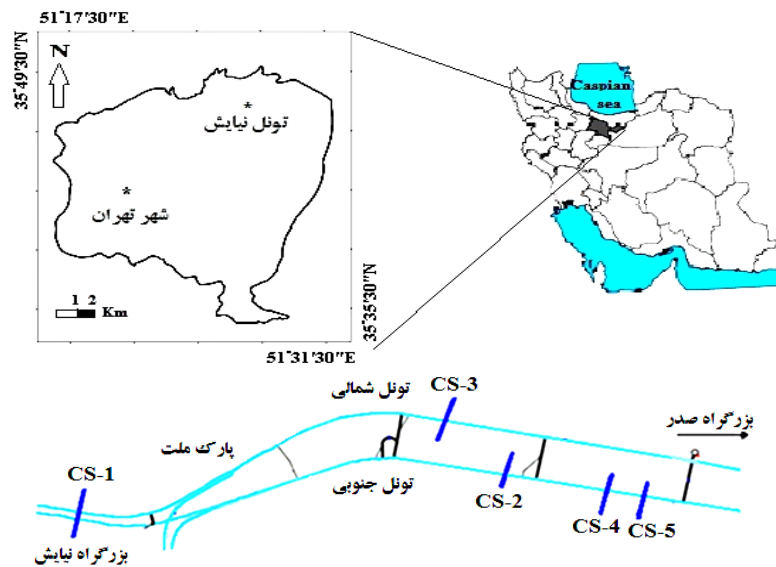 51°17'30"E
35°49'30"N
N
*
تونل نیایش
*
شهر تهران
1 2
Km
35°35'30"N
51°31'30"E
Caspian
sea
CS-3
تونل شمالی
بزرگراه صدر
پارک ملت
CS-1
تونل جنوبی
CS-2
CS-4
CS-5
بزرگراه نیایش